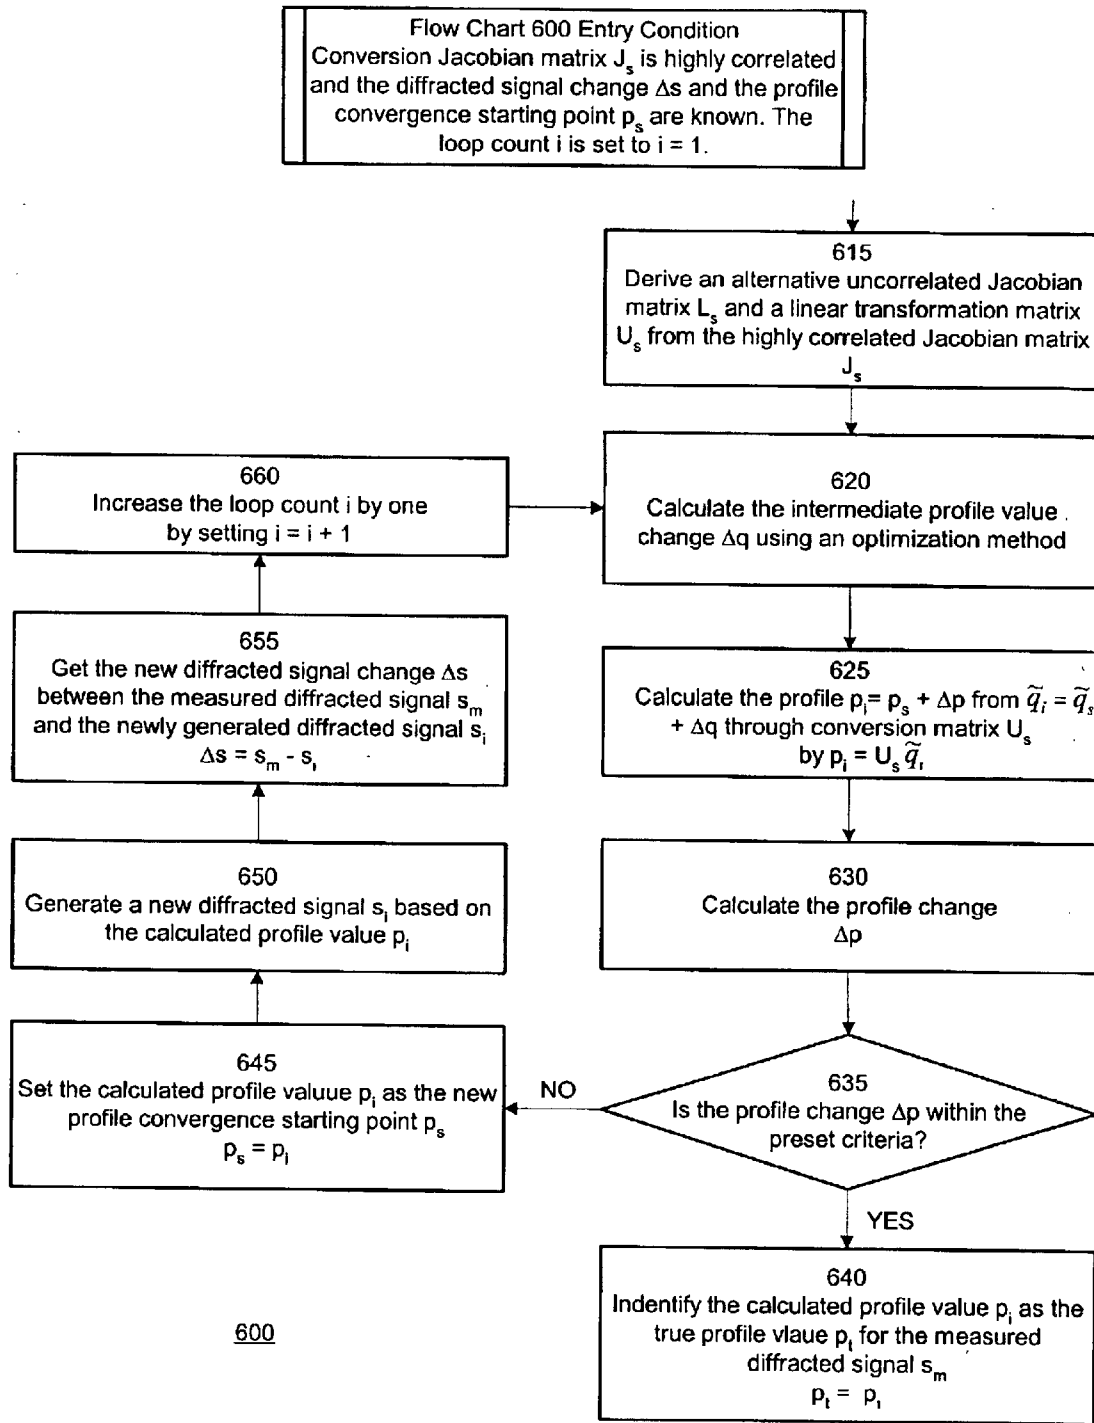 Flow Chart 600 Entry Condition
Conversion Jacobian matrix Jₛ is highly correlated
and the diffracted signal change Δs and the profile
convergence starting point pₛ are known. The
loop count i is set to i = 1.
615
Derive an alternative uncorrelated Jacobian
matrix Lₛ and a linear transformation matrix
Uₛ from the highly correlated Jacobian matrix
Jₛ
620
Calculate the intermediate profile value
change Δq using an optimization method
625
Calculate the profile pᵢ= pₛ + Δp from q̃ᵢ = q̃ₛ
+ Δq through conversion matrix Uₛ
by pᵢ = Uₛ q̃ᵢ
630
Calculate the profile change
Δp
635
Is the profile change Δp within the
preset criteria?
NO
YES
640
Indentify the calculated profile value pᵢ as the
true profile vlaue pₜ for the measured
diffracted signal sₘ
pₜ = pᵢ
645
Set the calculated profile valuue pᵢ as the new
profile convergence starting point pₛ
pₛ = pᵢ
650
Generate a new diffracted signal sᵢ based on
the calculated profile value pᵢ
655
Get the new diffracted signal change Δs
between the measured diffracted signal sₘ
and the newly generated diffracted signal sᵢ
Δs = sₘ - sᵢ
660
Increase the loop count i by one
by setting i = i + 1
600